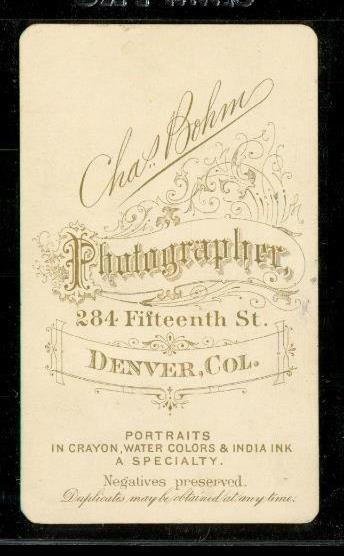 Chas. Bohm
Photographer,
284 Fifteenth St.
DENVER, COL.
PORTRAITS
IN CRAYON, WATER COLORS & INDIA INK
A SPECIALTY.
Negatives preserved.
Duplicates may be obtained at any time.